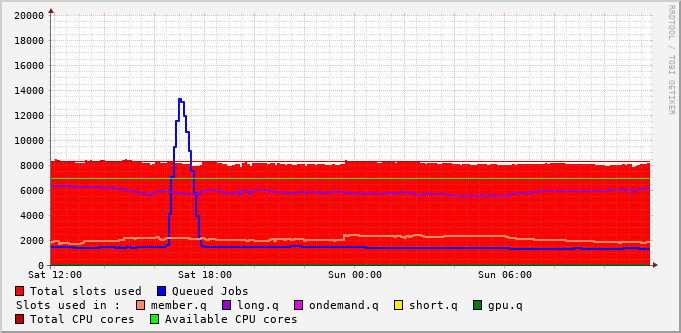 20000
18000
16000
14000
12000
10000
8000
6000
4000
2000
0
Sat 12:00 Sat 18:00 Sun 00:00 Sun 06:00
Total slots used Queued Jobs
Slots used in : member.q long.q ondemand.q short.q gpu.q
Total CPU cores Available CPU cores
RRDTOOL / TOBI OETIKER